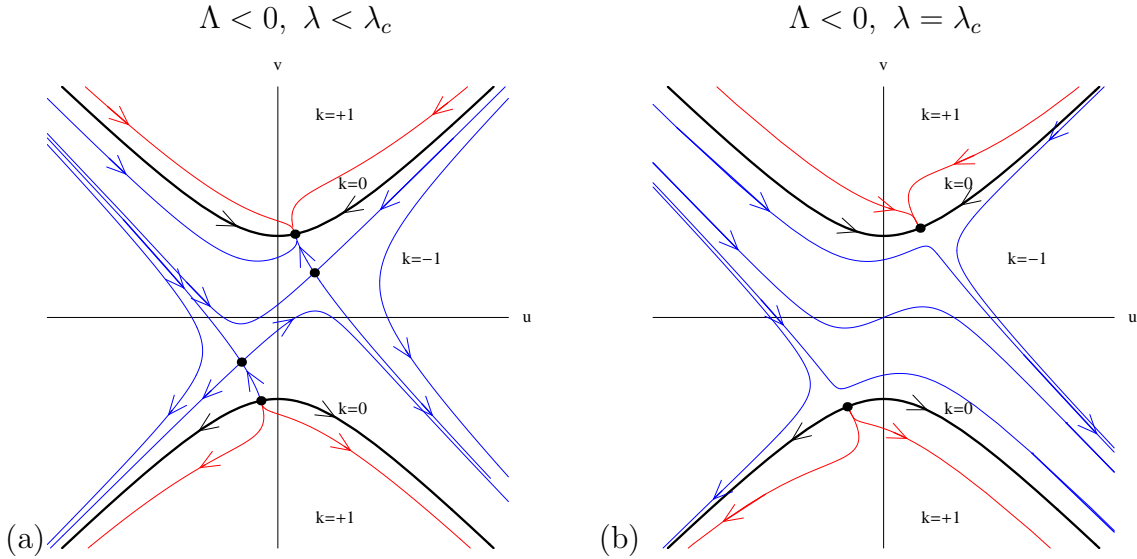 Λ < 0, λ < λ_c
Λ < 0, λ = λ_c
v
k=+1
k=0
k=−1
u
k=0
k=+1
(a)
v
k=+1
k=0
k=−1
u
k=0
k=+1
(b)